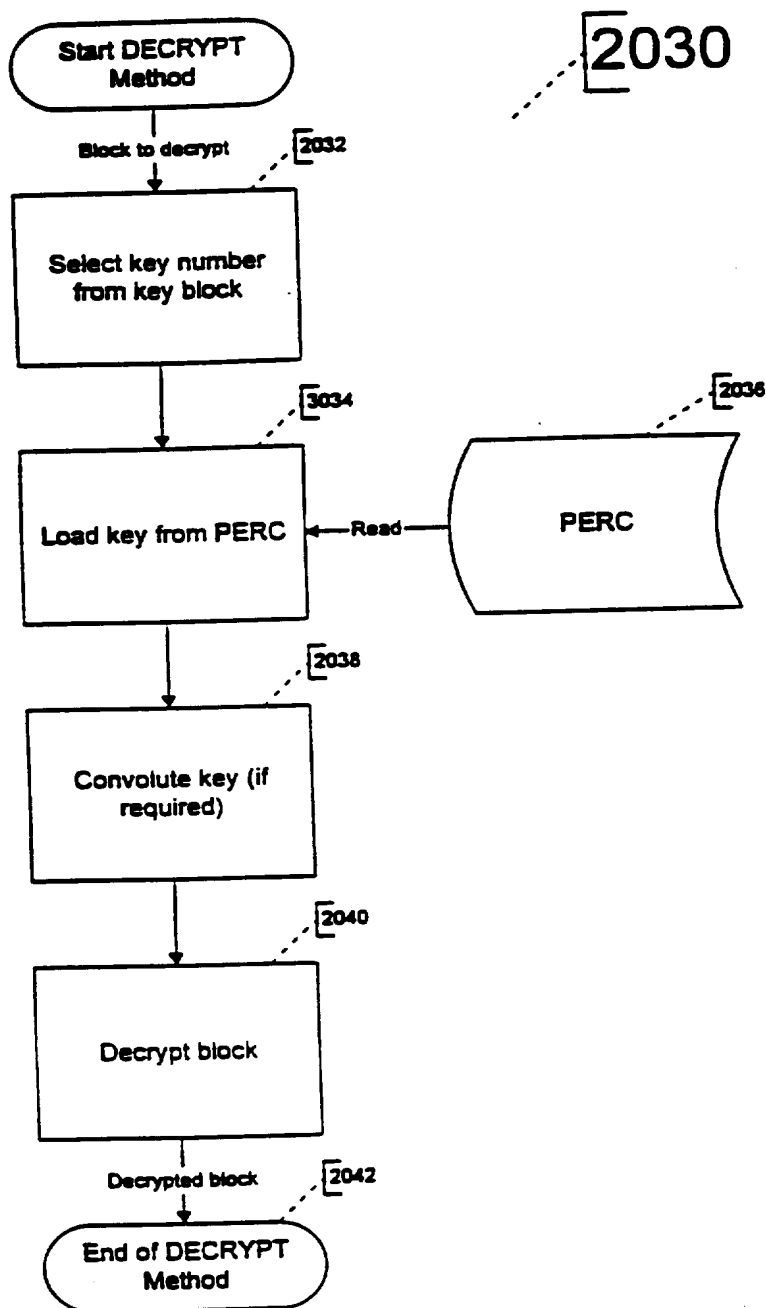 Start DECRYPT
Method
2030
Block to decrypt
2032
Select key number
from key block
3034
2036
Load key from PERC
Read
PERC
2038
Convolute key (if
required)
2040
Decrypt block
Decrypted block
2042
End of DECRYPT
Method